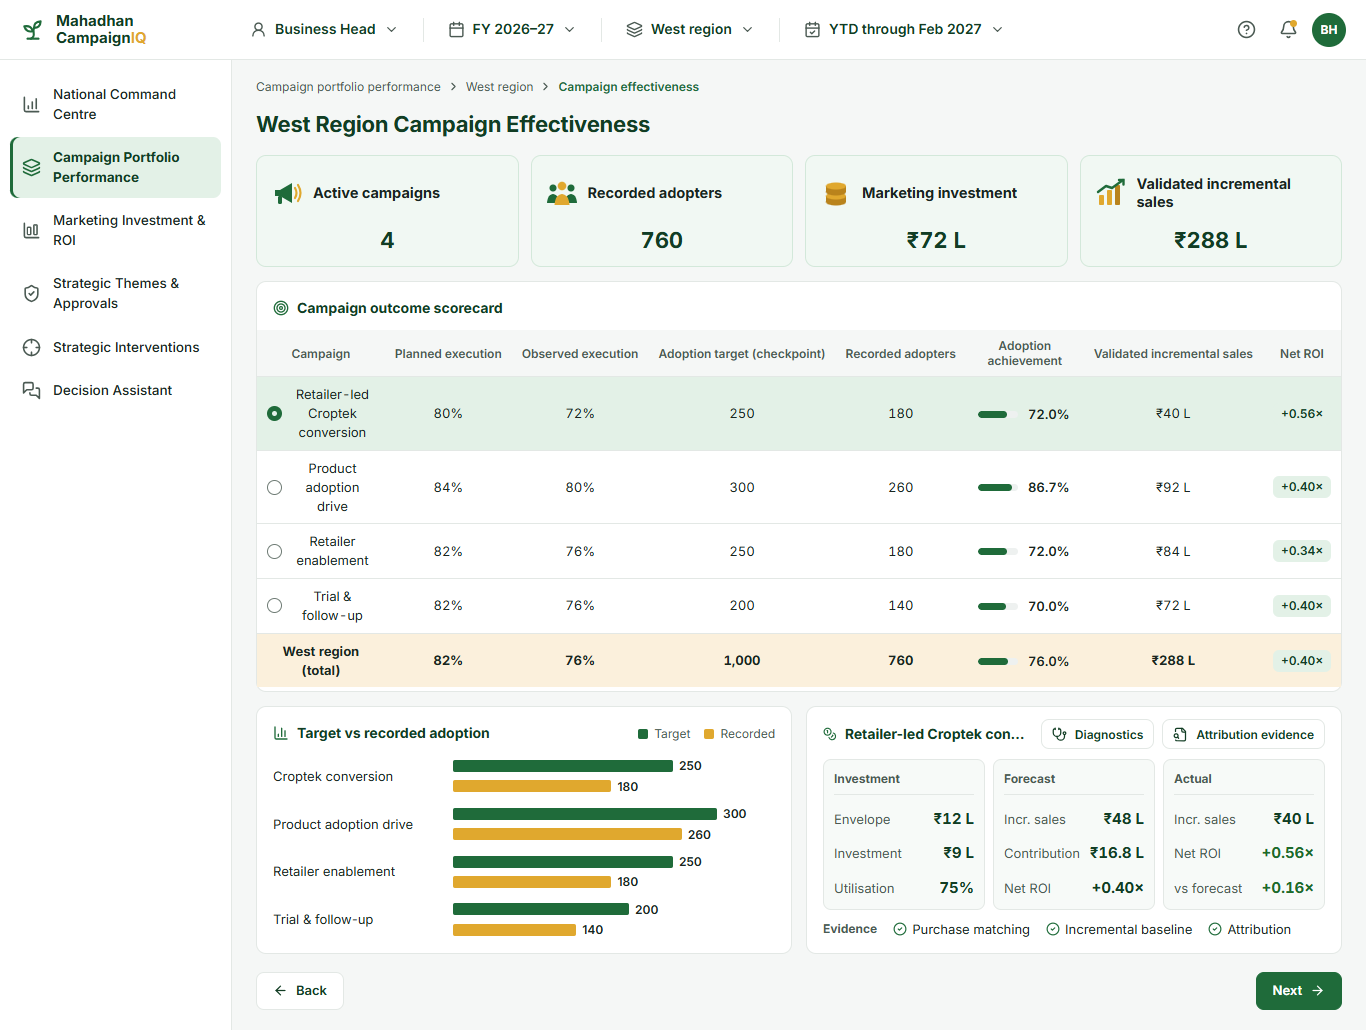 Mahadhan
CampaignIQ
Business Head
FY 2026–27
West region
YTD through Feb 2027
BH
National Command
Centre
Campaign Portfolio
Performance
Marketing Investment &
ROI
Strategic Themes &
Approvals
Strategic Interventions
Decision Assistant
Campaign portfolio performance > West region > Campaign effectiveness
West Region Campaign Effectiveness
Active campaigns
4
Recorded adopters
760
Marketing investment
₹72 L
Validated incremental
sales
₹288 L
Campaign outcome scorecard
Campaign Planned execution Observed execution Adoption target (checkpoint) Recorded adopters Adoption achievement Validated incremental sales Net ROI
Retailer-led Croptek conversion 80% 72% 250 180 72.0% ₹40 L +0.56×
Product adoption drive 84% 80% 300 260 86.7% ₹92 L +0.40×
Retailer enablement 82% 76% 250 180 72.0% ₹84 L +0.34×
Trial & follow-up 82% 76% 200 140 70.0% ₹72 L +0.40×
West region (total) 82% 76% 1,000 760 76.0% ₹288 L +0.40×
Target vs recorded adoption
Target Recorded
Croptek conversion 250
180
Product adoption drive 300
260
Retailer enablement 250
180
Trial & follow-up 200
140
Retailer-led Croptek con...
Diagnostics
Attribution evidence
Investment
Envelope ₹12 L
Investment ₹9 L
Utilisation 75%
Forecast
Incr. sales ₹48 L
Contribution ₹16.8 L
Net ROI +0.40×
Actual
Incr. sales ₹40 L
Net ROI +0.56×
vs forecast +0.16×
Evidence Purchase matching Incremental baseline Attribution
← Back
Next →